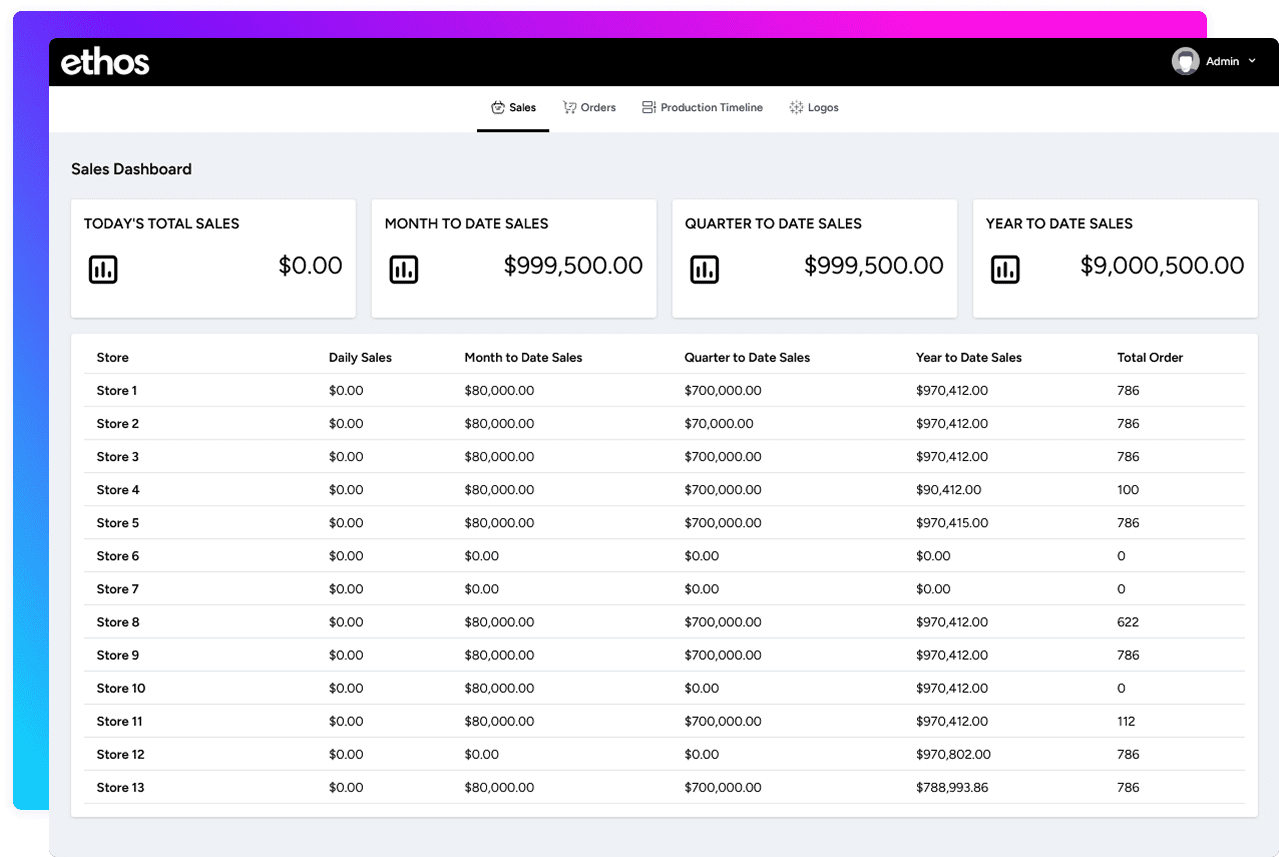 ethos
Admin
Sales Orders Production Timeline Logos
Sales Dashboard
TODAY'S TOTAL SALES
$0.00
MONTH TO DATE SALES
$999,500.00
QUARTER TO DATE SALES
$999,500.00
YEAR TO DATE SALES
$9,000,500.00
Store Daily Sales Month to Date Sales Quarter to Date Sales Year to Date Sales Total Order
Store 1 $0.00 $80,000.00 $700,000.00 $970,412.00 786
Store 2 $0.00 $80,000.00 $70,000.00 $970,412.00 786
Store 3 $0.00 $80,000.00 $700,000.00 $970,412.00 786
Store 4 $0.00 $80,000.00 $700,000.00 $90,412.00 100
Store 5 $0.00 $80,000.00 $700,000.00 $970,415.00 786
Store 6 $0.00 $0.00 $0.00 $0.00 0
Store 7 $0.00 $0.00 $0.00 $0.00 0
Store 8 $0.00 $80,000.00 $700,000.00 $970,412.00 622
Store 9 $0.00 $80,000.00 $700,000.00 $970,412.00 786
Store 10 $0.00 $80,000.00 $0.00 $970,412.00 0
Store 11 $0.00 $80,000.00 $700,000.00 $970,412.00 112
Store 12 $0.00 $0.00 $0.00 $970,802.00 786
Store 13 $0.00 $80,000.00 $700,000.00 $788,993.86 786